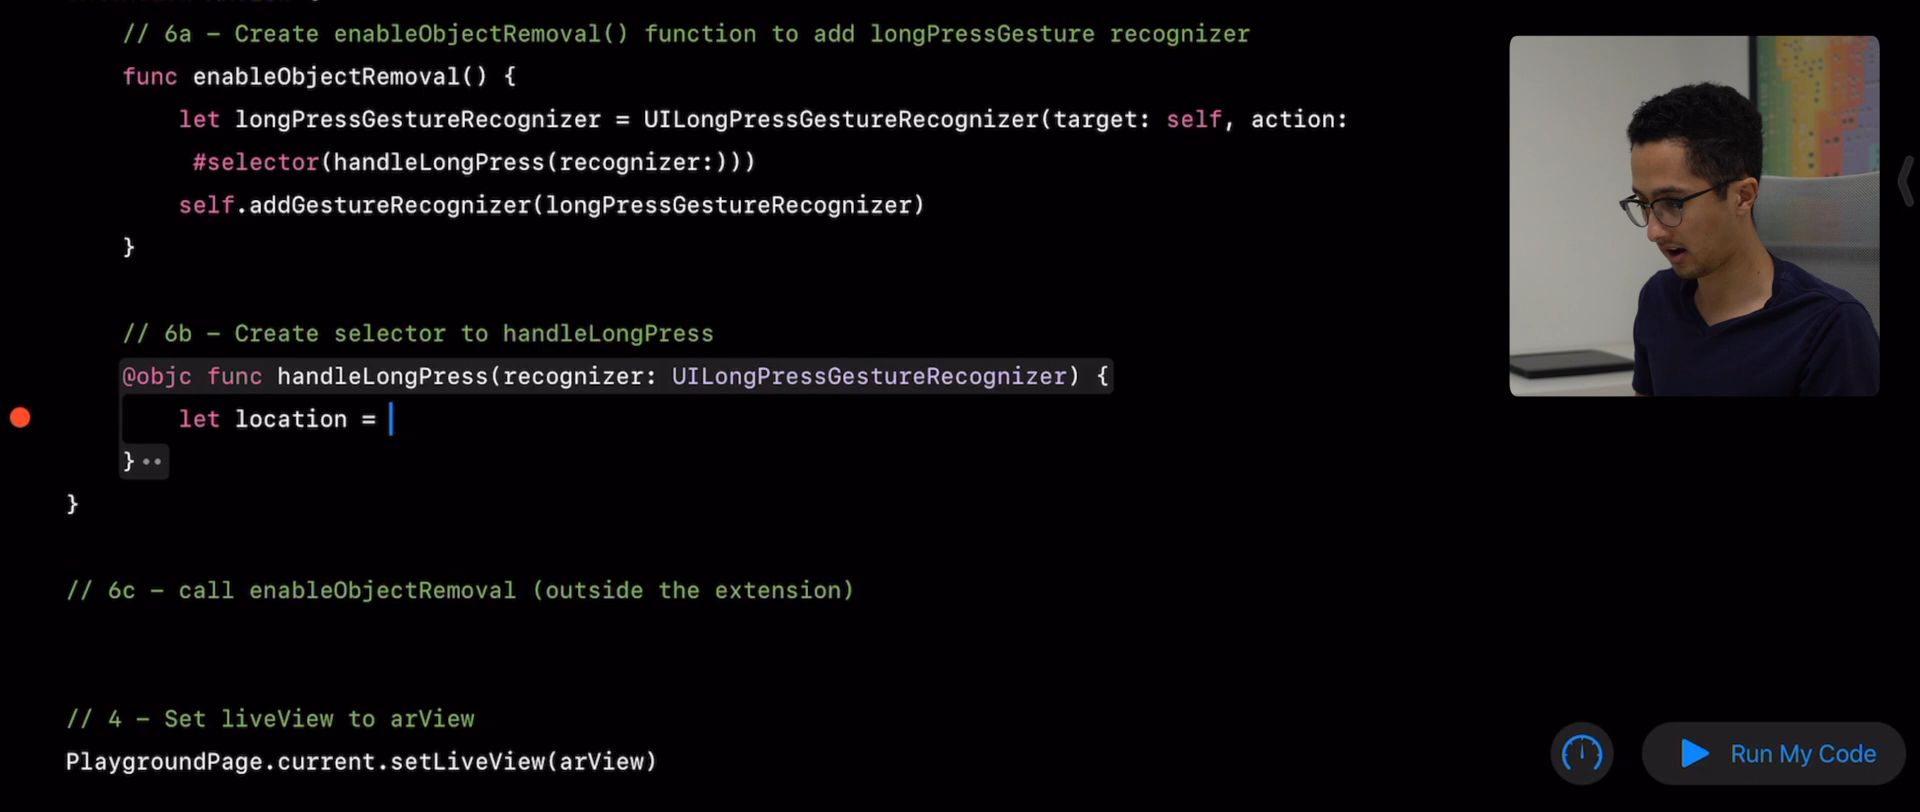 // 6a – Create enableObjectRemoval() function to add longPressGesture recognizer
func enableObjectRemoval() {
let longPressGestureRecognizer = UILongPressGestureRecognizer(target: self, action:
#selector(handleLongPress(recognizer:)))
self.addGestureRecognizer(longPressGestureRecognizer)
}
// 6b – Create selector to handleLongPress
@objc func handleLongPress(recognizer: UILongPressGestureRecognizer) {
let location =
}
}
// 6c – call enableObjectRemoval (outside the extension)
// 4 – Set liveView to arView
PlaygroundPage.current.setLiveView(arView)
Run My Code